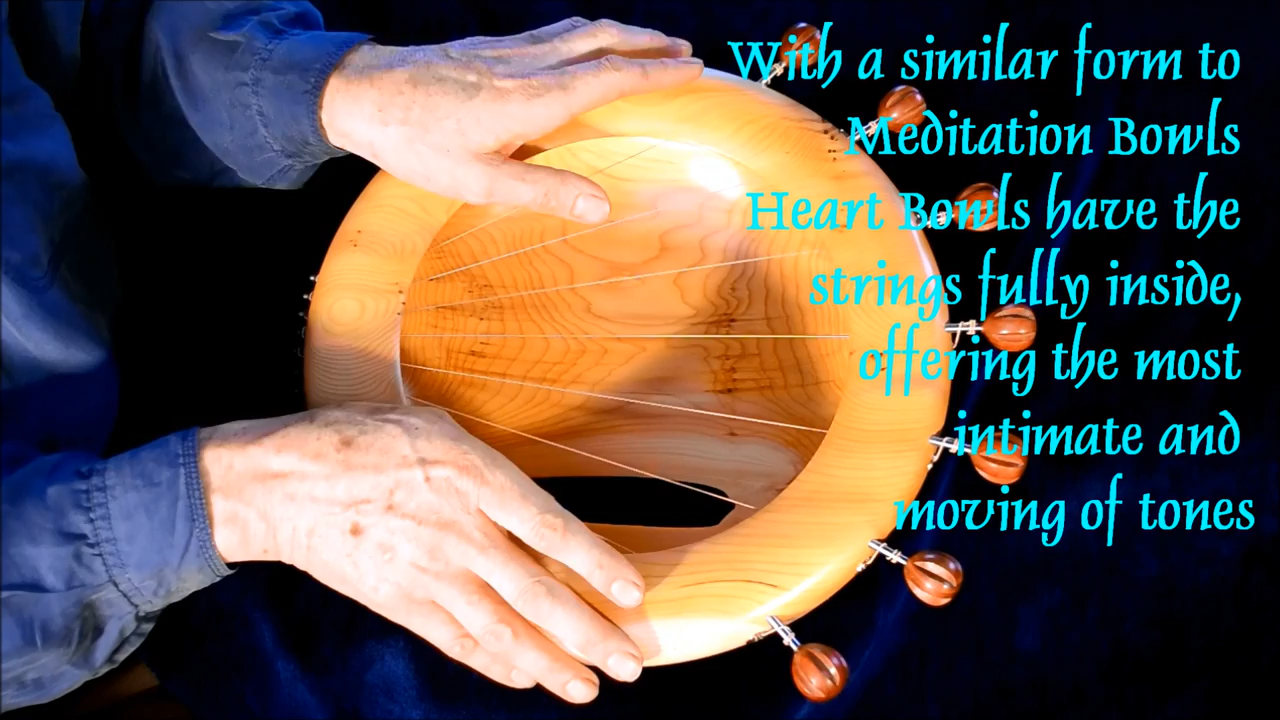 With a similar form to
Meditation Bowls
Heart Bowls have the
strings fully inside,
offering the most
intimate and
moving of tones